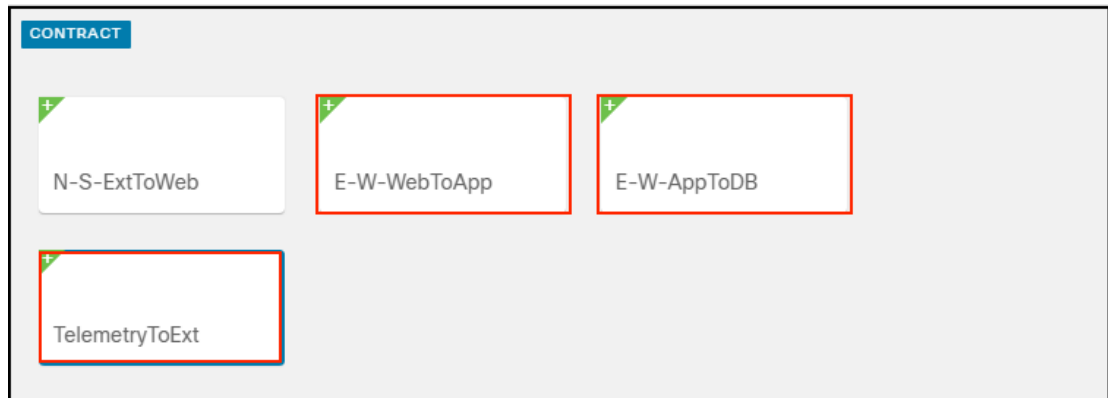 CONTRACT
N-S-ExtToWeb
E-W-WebToApp
E-W-AppToDB
TelemetryToExt